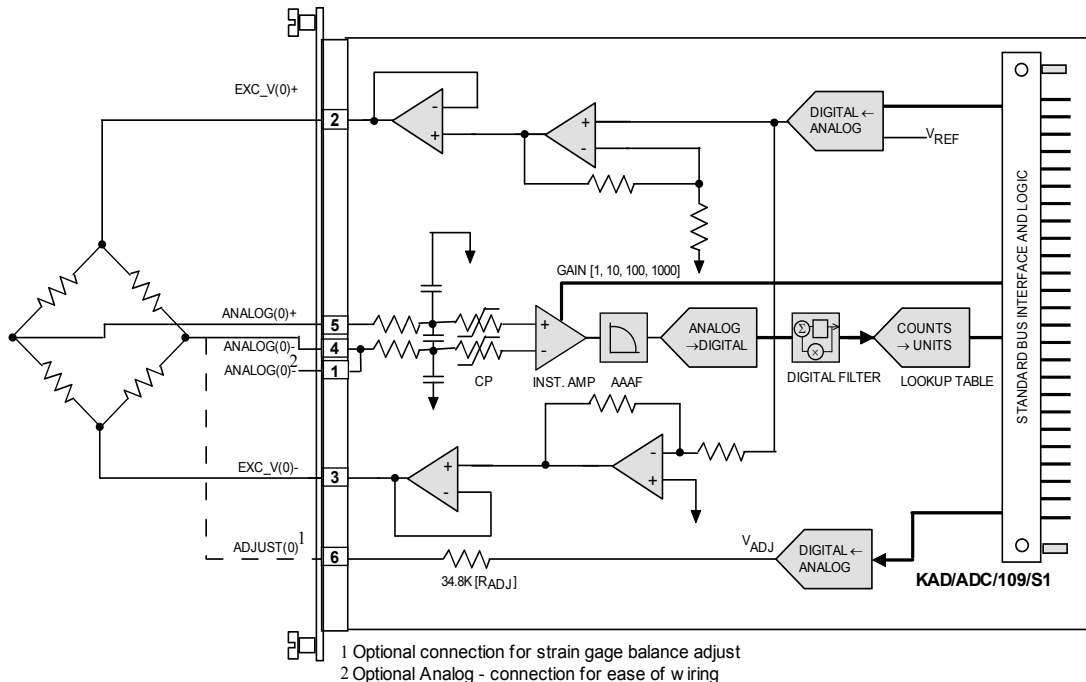 EXC_V(0)+
2
DIGITAL ←
ANALOG
VREF
+
-
-
+
STANDARD BUS INTERFACE AND LOGIC
GAIN [1, 10, 100, 1000]
ANALOG(0)+
5
ANALOG(0)-
4
ANALOG(0)2
1
CP
+
-
INST. AMP
AAAF
ANALOG
→DIGITAL
Σ
×
DIGITAL FILTER
COUNTS
→ UNITS
LOOKUP TABLE
EXC_V(0)-
3
+
-
-
+
ADJUST(0)1
6
34.8K [RADJ]
VADJ
DIGITAL ←
ANALOG
KAD/ADC/109/S1
1 Optional connection for strain gage balance adjust
2 Optional Analog - connection for ease of wiring